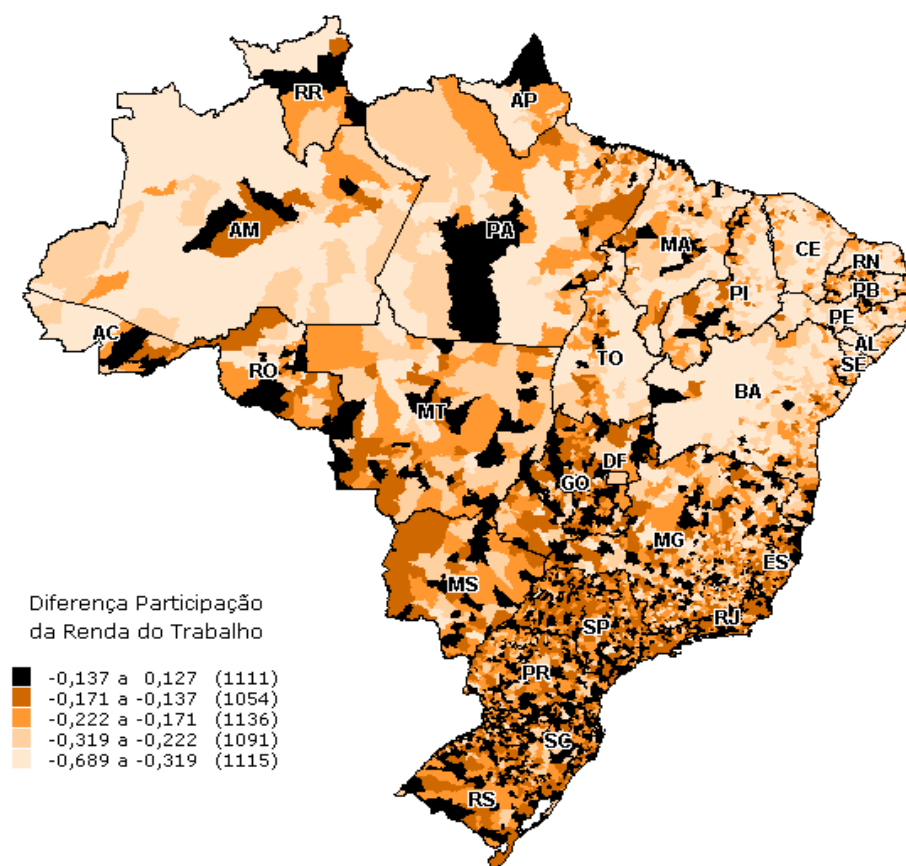 RR
AP
AM
PA
MA
CE
RN
PB
PI
PE
AC
AL
TO
SE
RO
BA
MT
DF
GO
MG
ES
MS
RJ
SP
PR
SC
RS
Diferença Participação
da Renda do Trabalho
-0,137 a 0,127 (1111)
-0,171 a -0,137 (1054)
-0,222 a -0,171 (1136)
-0,319 a -0,222 (1091)
-0,689 a -0,319 (1115)